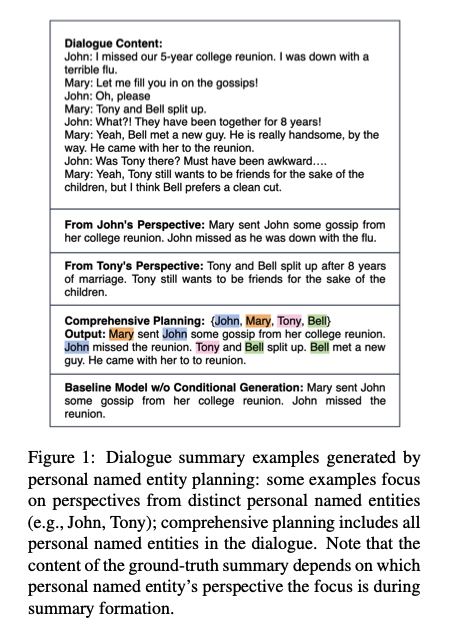 Dialogue Content:
John: I missed our 5-year college reunion. I was down with a
terrible flu.
Mary: Let me fill you in on the gossips!
John: Oh, please
Mary: Tony and Bell split up.
John: What?! They have been together for 8 years!
Mary: Yeah, Bell met a new guy. He is really handsome, by the
way. He came with her to the reunion.
John: Was Tony there? Must have been awkward....
Mary: Yeah, Tony still wants to be friends for the sake of the
children, but I think Bell prefers a clean cut.
From John's Perspective: Mary sent John some gossip from
her college reunion. John missed as he was down with the flu.
From Tony's Perspective: Tony and Bell split up after 8 years
of marriage. Tony still wants to be friends for the sake of the
children.
Comprehensive Planning: {John, Mary, Tony, Bell}
Output: Mary sent John some gossip from her college reunion.
John missed the reunion. Tony and Bell split up. Bell met a new
guy. He came with her to to reunion.
Baseline Model w/o Conditional Generation: Mary sent John
some gossip from her college reunion. John missed the
reunion.
Figure 1: Dialogue summary examples generated by
personal named entity planning: some examples focus
on perspectives from distinct personal named entities
(e.g., John, Tony); comprehensive planning includes all
personal named entities in the dialogue. Note that the
content of the ground-truth summary depends on which
personal named entity's perspective the focus is during
summary formation.